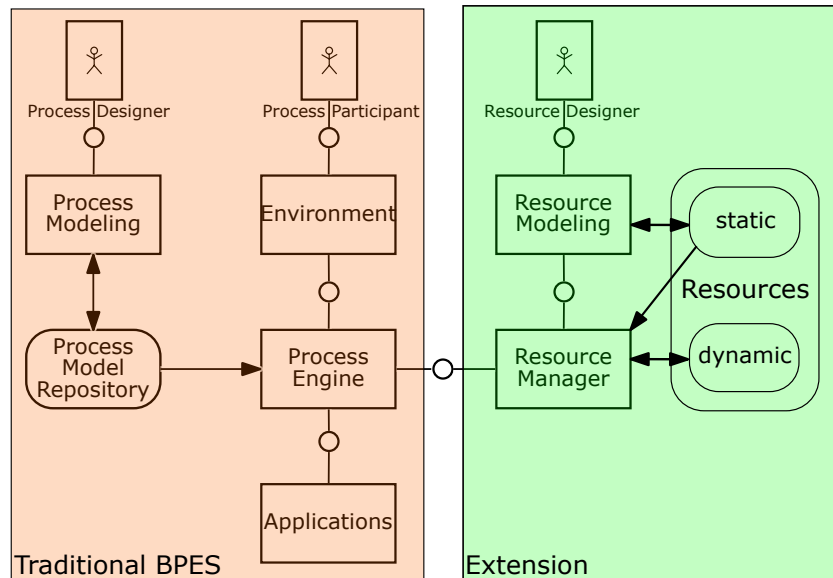 Process Designer
Process Participant
Resource Designer
Process
Modeling
Environment
Resource
Modeling
static
Resources
Process
Model
Repository
Process
Engine
Resource
Manager
dynamic
Applications
Traditional BPES
Extension